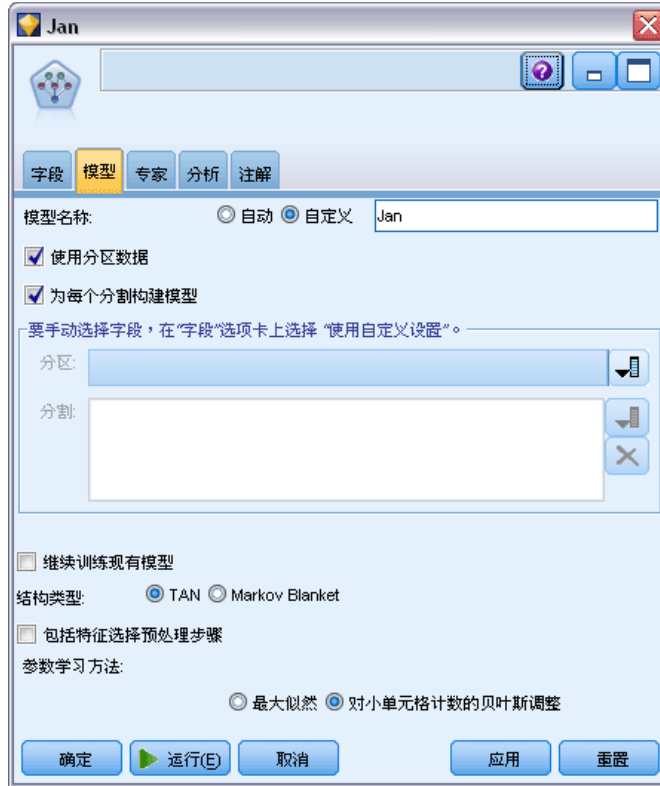 Jan
字段 模型 专家 分析 注解
模型名称: 自动 自定义 Jan
使用分区数据
为每个分割构建模型
要手动选择字段，在“字段”选项卡上选择 “使用自定义设置”。
分区:
分割:
继续训练现有模型
结构类型: TAN Markov Blanket
包括特征选择预处理步骤
参数学习方法:
最大似然 对小单元格计数的贝叶斯调整
确定 运行(E) 取消 应用 重置